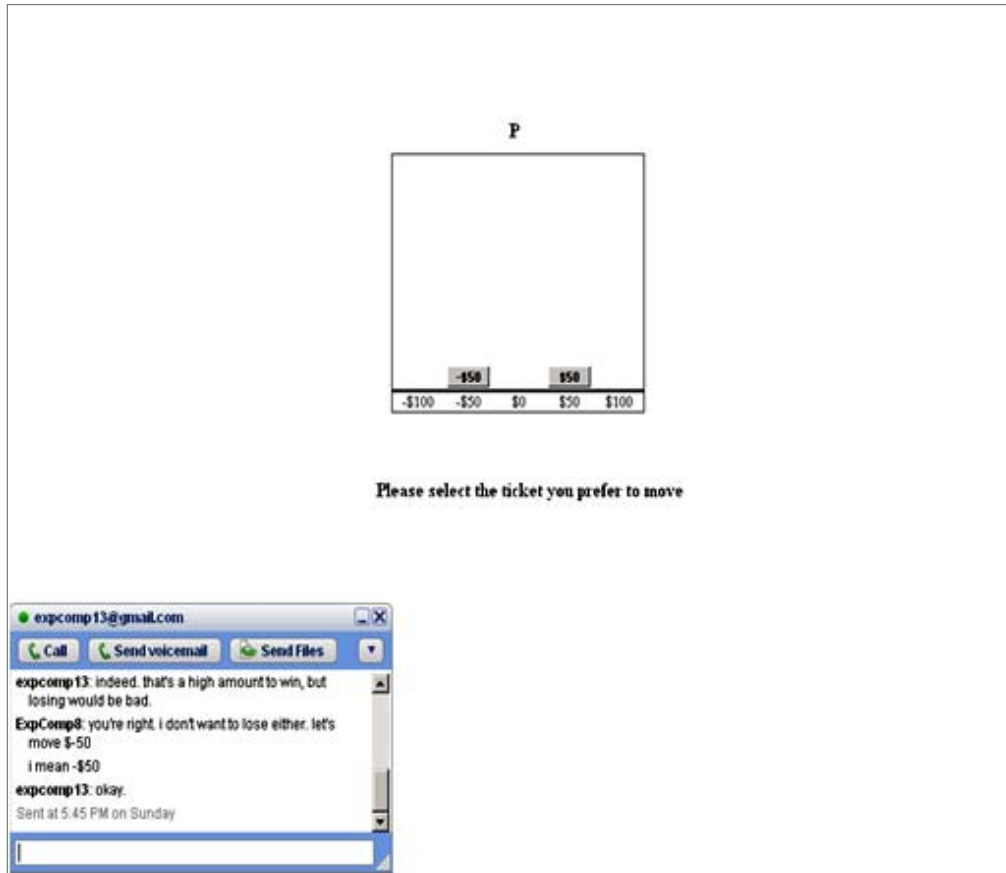 P
-$50 $50
-$100 -$50 $0 $50 $100
Please select the ticket you prefer to move
expcomp13@gmail.com
Call Send voicemail Send Files
expcomp13: indeed. that's a high amount to win, but
losing would be bad.
ExpComp8: you're right. i don't want to lose either. let's
move $-50
i mean -$50
expcomp13: okay.
Sent at 5:45 PM on Sunday